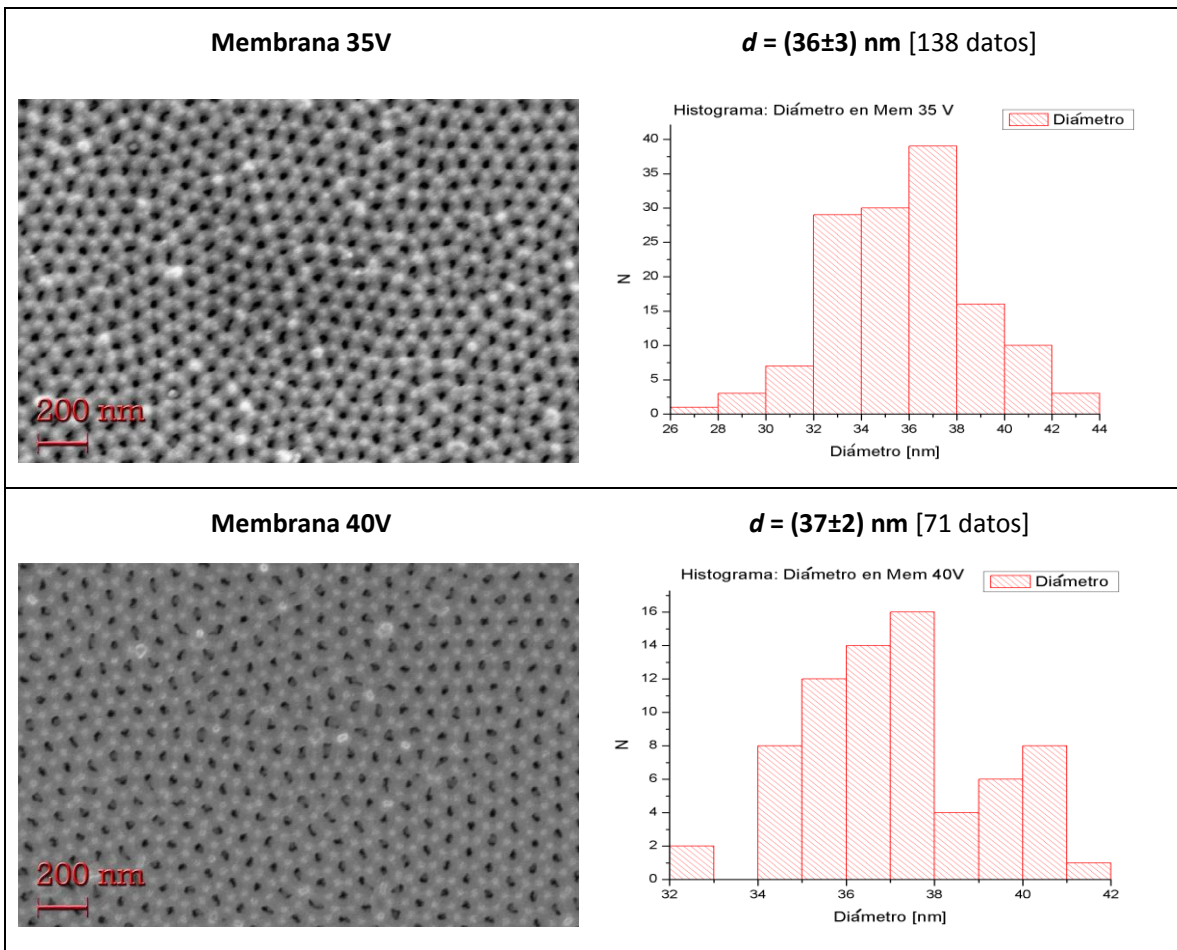 Membrana 35V
d = (36±3) nm [138 datos]
200 nm
Histograma: Diámetro en Mem 35 V
Diámetro
40
35
30
25
20
15
10
5
0
N
26 28 30 32 34 36 38 40 42 44
Diámetro [nm]
Membrana 40V
d = (37±2) nm [71 datos]
200 nm
Histograma: Diámetro en Mem 40V
Diámetro
16
14
12
10
8
6
4
2
0
N
32 34 36 38 40 42
Diámetro [nm]